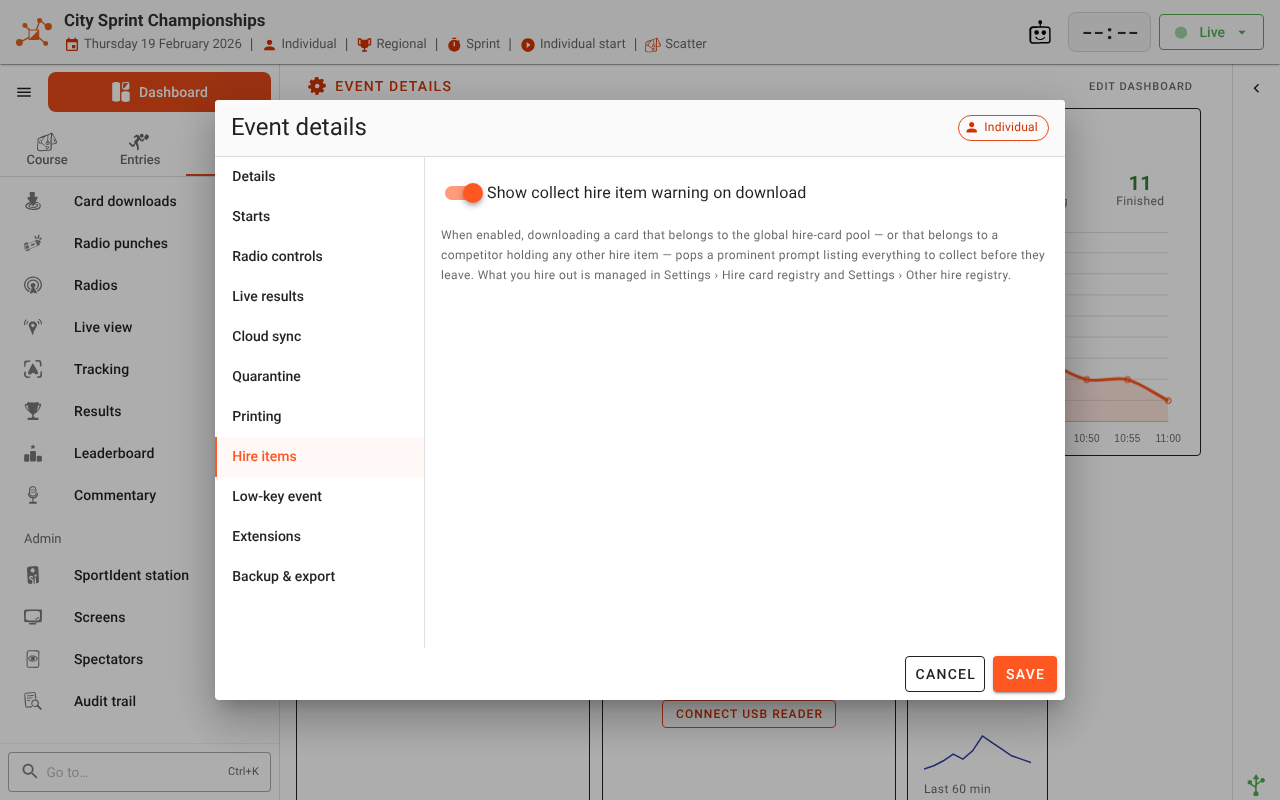 City Sprint Championships
Thursday 19 February 2026 | Individual | Regional | Sprint | Individual start | Scatter
--:--
Live
Dashboard
EVENT DETAILS
EDIT DASHBOARD
Course
Entries
Card downloads
Radio punches
Radios
Live view
Tracking
Results
Leaderboard
Commentary
Admin
SportIdent station
Screens
Spectators
Audit trail
Go to...
Ctrl+K
Event details
Individual
Details
Starts
Radio controls
Live results
Cloud sync
Quarantine
Printing
Hire items
Low-key event
Extensions
Backup & export
Show collect hire item warning on download
When enabled, downloading a card that belongs to the global hire-card pool — or that belongs to a
competitor holding any other hire item — pops a prominent prompt listing everything to collect before they
leave. What you hire out is managed in Settings › Hire card registry and Settings › Other hire registry.
CANCEL
SAVE
11
Finished
10:50 10:55 11:00
CONNECT USB READER
Last 60 min